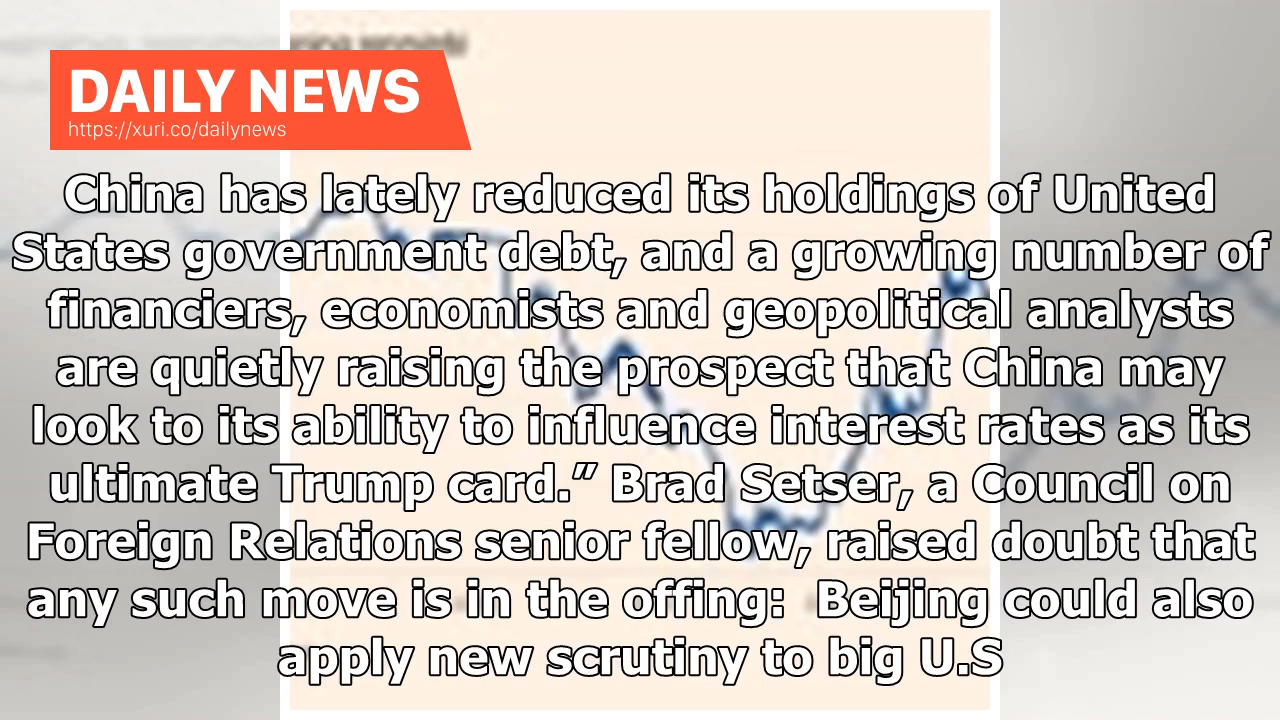 DAILY NEWS
https://xuri.co/dailynews
China has lately reduced its holdings of United
States government debt, and a growing number of
financiers, economists and geopolitical analysts
are quietly raising the prospect that China may
look to its ability to influence interest rates as its
ultimate Trump card.” Brad Setser, a Council on
Foreign Relations senior fellow, raised doubt that
any such move is in the offing:  Beijing could also
apply new scrutiny to big U.S